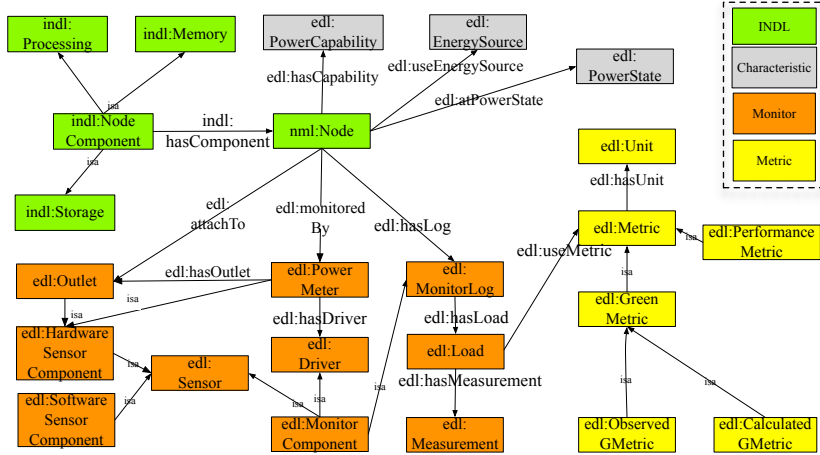 indl:
Processing
indl:Memory
edl:
PowerCapability
edl:
EnergySource
edl:
PowerState
INDL
Characteristic
Monitor
Metric
edl:hasCapability
edl:useEnergySource
edl:atPowerState
isa
indl:Node
Component
indl:
hasComponent
nml:Node
isa
indl:Storage
edl:
attachTo
edl:monitored
By
edl:hasLog
edl:Unit
edl:hasUnit
edl:Metric
edl:Performance
Metric
isa
edl:useMetric
edl:Outlet
edl:hasOutlet
edl:Power
Meter
edl:
MonitorLog
isa
isa
isa
edl:Green
Metric
edl:hasDriver
edl:hasLoad
edl:Hardware
Sensor
Component
isa
edl:
Sensor
edl:
Driver
isa
edl:Load
edl:hasMeasurement
isa
isa
edl:Software
Sensor
Component
isa
isa
isa
edl:Monitor
Component
edl:
Measurement
edl:Observed
GMetric
edl:Calculated
GMetric